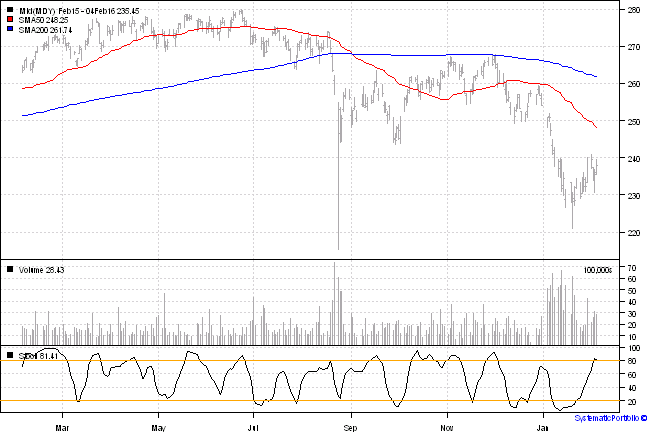 Mid(MDY) Feb15 - 04Feb16 235.45
SMA50 248.25
SMA200 261.74
280
270
260
250
240
230
220
Volume 28.43
100,000s
70
60
50
40
30
20
10
81.41
100
80
60
40
20
Mar May Jul Sep Nov Jan
SystematicPortfolio ©